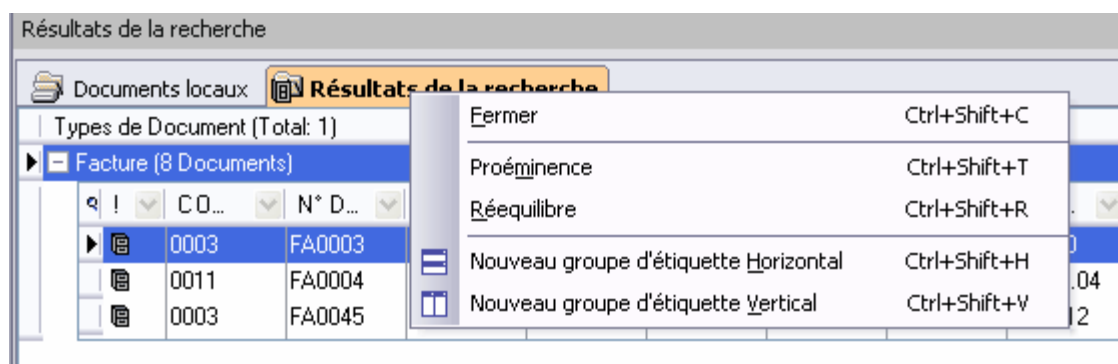 Résultats de la recherche
Documents locaux Résultats de la recherche
Types de Document (Total: 1)
Fermer Ctrl+Shift+C
Facture (8 Documents)
Proéminence Ctrl+Shift+T
! CO... N° D... Réequilibre Ctrl+Shift+R .
0003 FA0003 0
0011 FA0004 Nouveau groupe d'étiquette Horizontal Ctrl+Shift+H .04
0003 FA0045 Nouveau groupe d'étiquette Vertical Ctrl+Shift+V 12